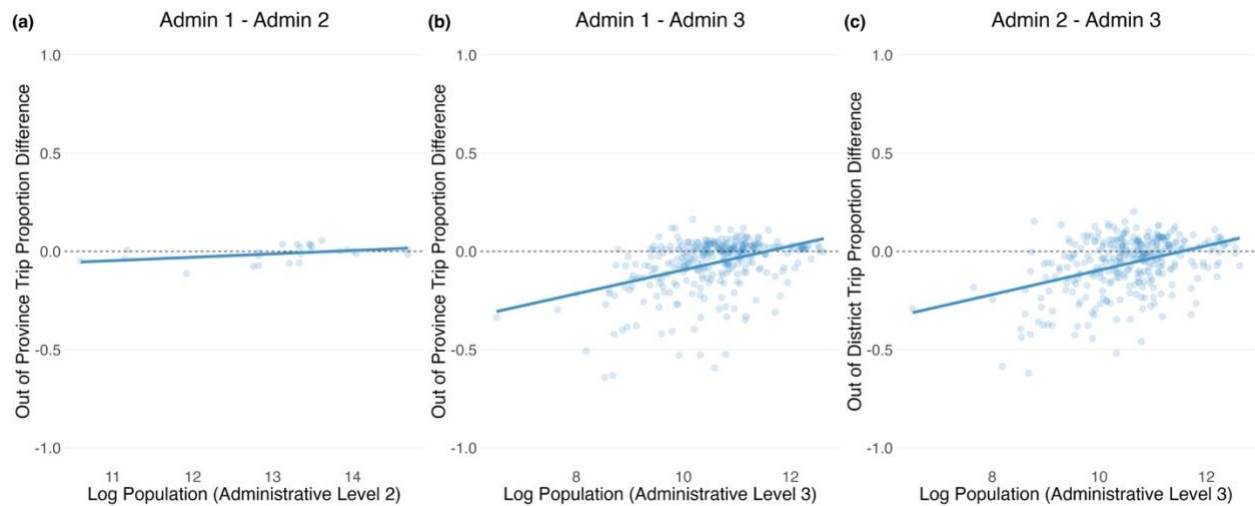 (a) Admin 1 - Admin 2
Out of Province Trip Proportion Difference
1.0
0.5
0.0
-0.5
-1.0
11 12 13 14
Log Population (Administrative Level 2)
(b) Admin 1 - Admin 3
Out of Province Trip Proportion Difference
1.0
0.5
0.0
-0.5
-1.0
8 10 12
Log Population (Administrative Level 3)
(c) Admin 2 - Admin 3
Out of District Trip Proportion Difference
1.0
0.5
0.0
-0.5
-1.0
8 10 12
Log Population (Administrative Level 3)